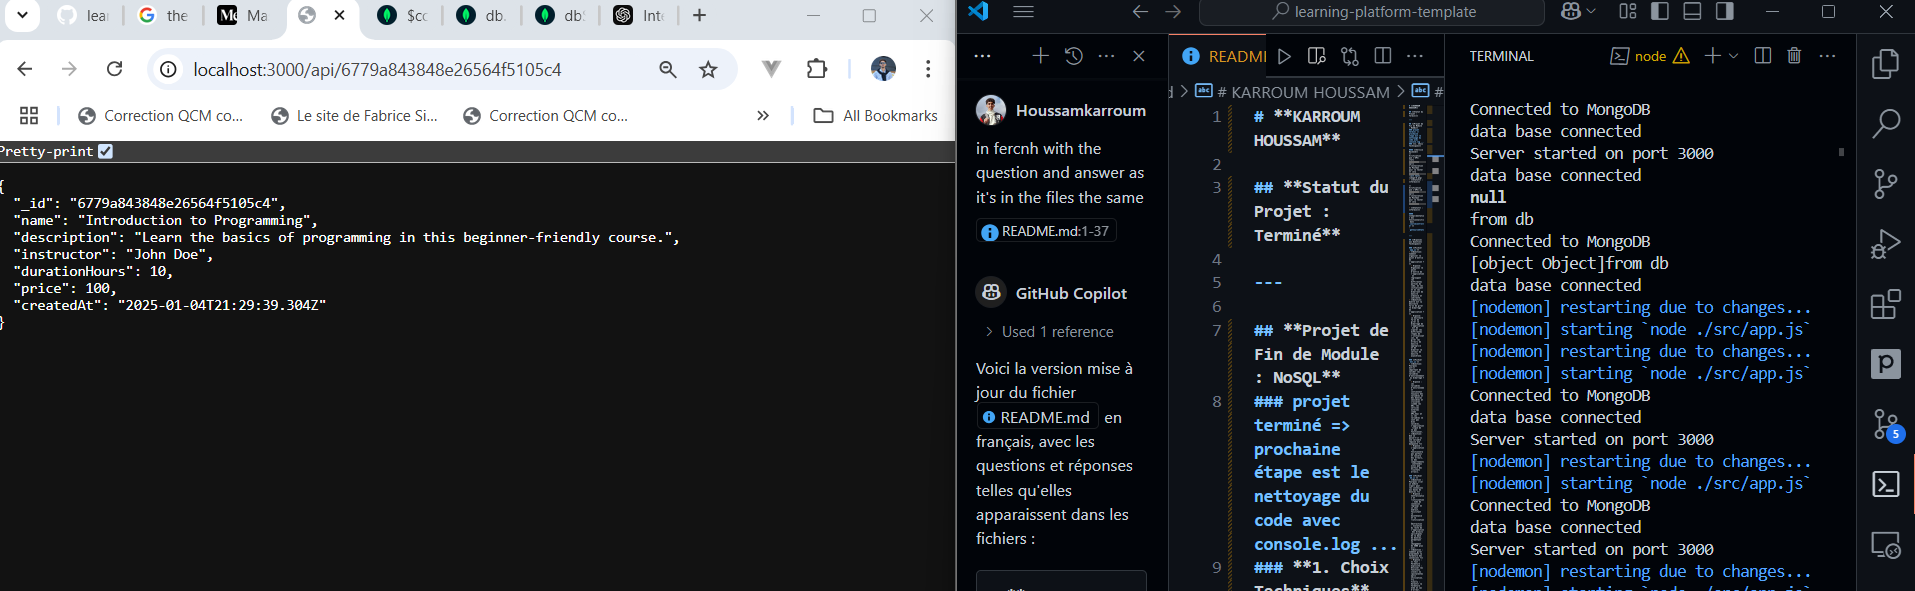 lear
the
Me
Ma
$cc
db.
dbS
Inte
localhost:3000/api/6779a843848e26564f5105c4
Correction QCM co...
Le site de Fabrice Si...
Correction QCM co...
All Bookmarks
Pretty-print
{
"_id": "6779a843848e26564f5105c4",
"name": "Introduction to Programming",
"description": "Learn the basics of programming in this beginner-friendly course.",
"instructor": "John Doe",
"durationHours": 10,
"price": 100,
"createdAt": "2025-01-04T21:29:39.304Z"
}
learning-platform-template
Houssamkarroum
in fercnh with the
question and answer as
it's in the files the same
README.md:1-37
GitHub Copilot
Used 1 reference
Voici la version mise à
jour du fichier
README.md en
français, avec les
questions et réponses
telles qu'elles
apparaissent dans les
fichiers :
README
# KARROUM HOUSSAM
1 # **KARROUM
HOUSSAM**
2
3 ## **Statut du
Projet :
Terminé**
4
5 ---
6
7 ## **Projet de
Fin de Module
: NoSQL**
8 ### projet
terminé =>
prochaine
étape est le
nettoyage du
code avec
console.log ...
9 ### **1. Choix
Techniques**
TERMINAL
node
Connected to MongoDB
data base connected
Server started on port 3000
data base connected
null
from db
Connected to MongoDB
[object Object]from db
data base connected
[nodemon] restarting due to changes...
[nodemon] starting `node ./src/app.js`
[nodemon] restarting due to changes...
[nodemon] starting `node ./src/app.js`
Connected to MongoDB
data base connected
Server started on port 3000
[nodemon] restarting due to changes...
[nodemon] starting `node ./src/app.js`
Connected to MongoDB
data base connected
Server started on port 3000
[nodemon] restarting due to changes...
[nodemon] starting `node ./src/app.js`
5